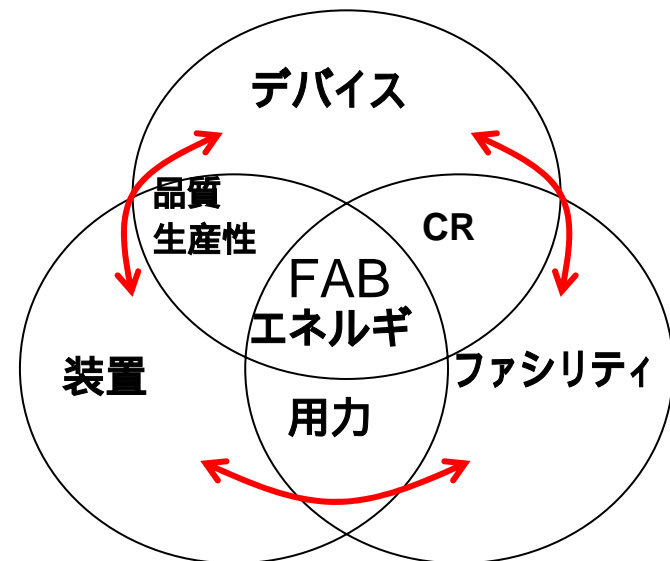 デバイス
品質
生産性
CR
FAB
エネルギ
装置
ファシリティ
用力